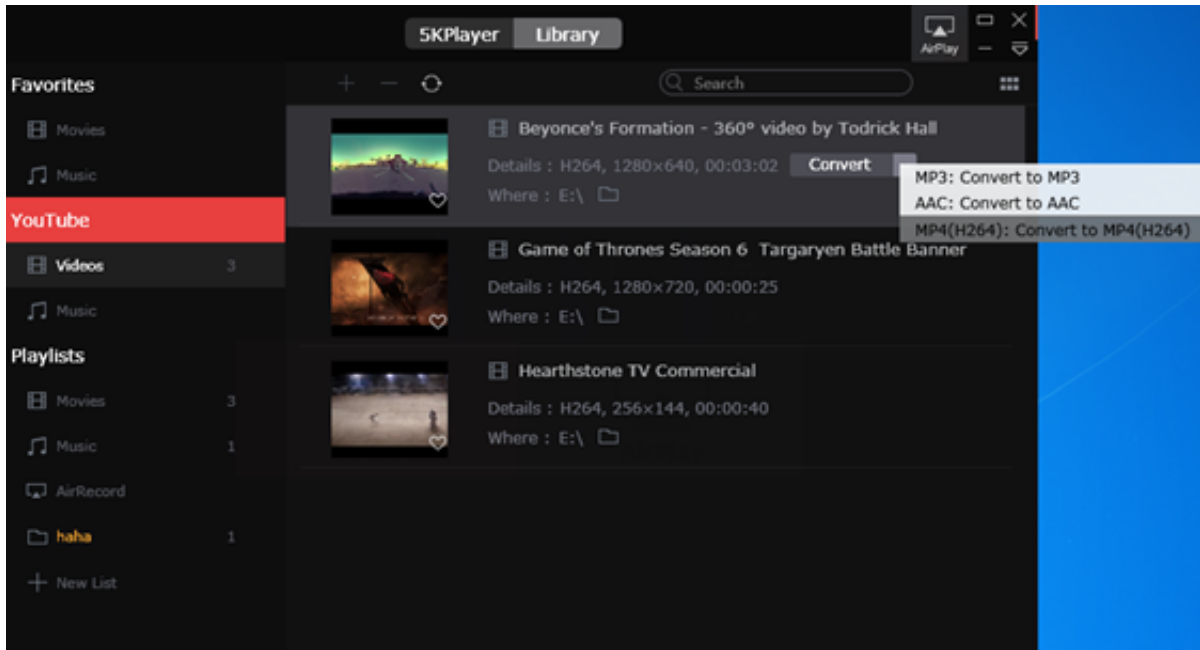 5KPlayer Library
AirPlay
Favorites
Movies
Music
YouTube
Videos 3
Music
Playlists
Movies 3
Music 1
AirRecord
haha 1
New List
Search
Beyonce's Formation - 360° video by Todrick Hall
Details : H264, 1280×640, 00:03:02 Convert
Where : E:\
MP3: Convert to MP3
AAC: Convert to AAC
MP4(H264): Convert to MP4(H264)
Game of Thrones Season 6 Targaryen Battle Banner
Details : H264, 1280×720, 00:00:25
Where : E:\
Hearthstone TV Commercial
Details : H264, 256×144, 00:00:40
Where : E:\